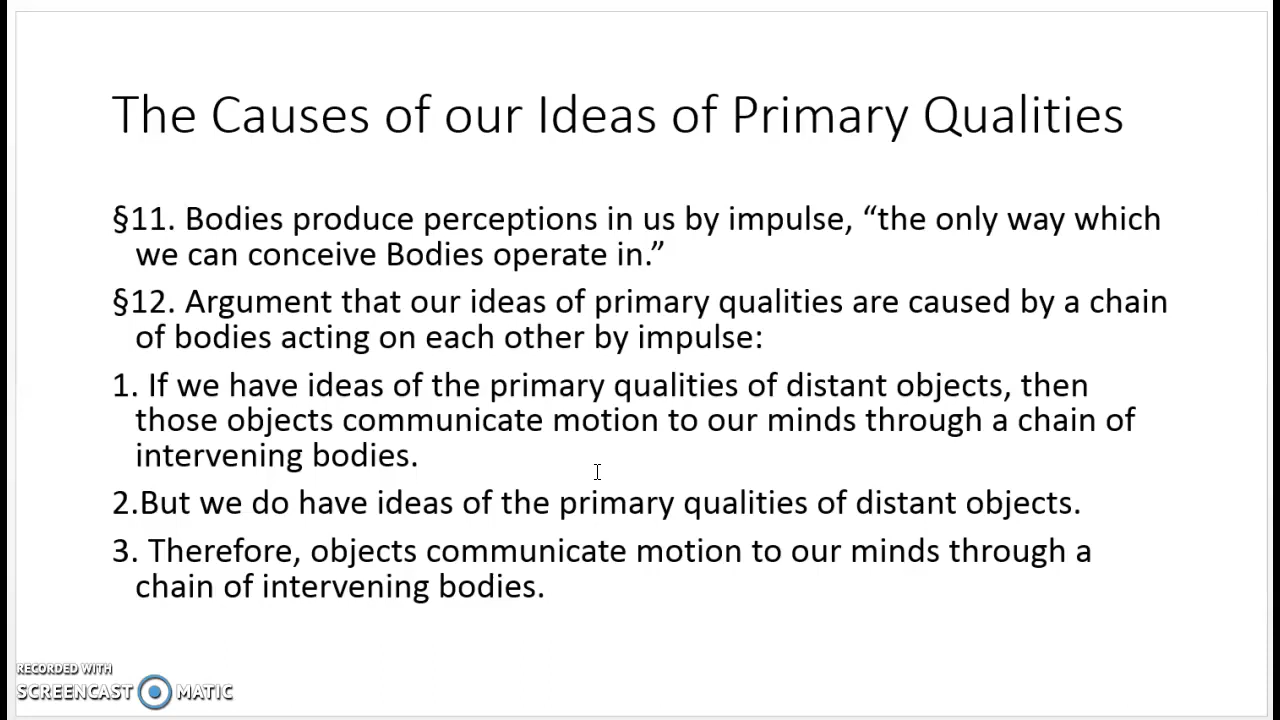 The Causes of our Ideas of Primary Qualities
§11. Bodies produce perceptions in us by impulse, “the only way which
we can conceive Bodies operate in.”
§12. Argument that our ideas of primary qualities are caused by a chain
of bodies acting on each other by impulse:
1. If we have ideas of the primary qualities of distant objects, then
those objects communicate motion to our minds through a chain of
intervening bodies.
2.But we do have ideas of the primary qualities of distant objects.
3. Therefore, objects communicate motion to our minds through a
chain of intervening bodies.
RECORDED WITH
SCREENCAST MATIC